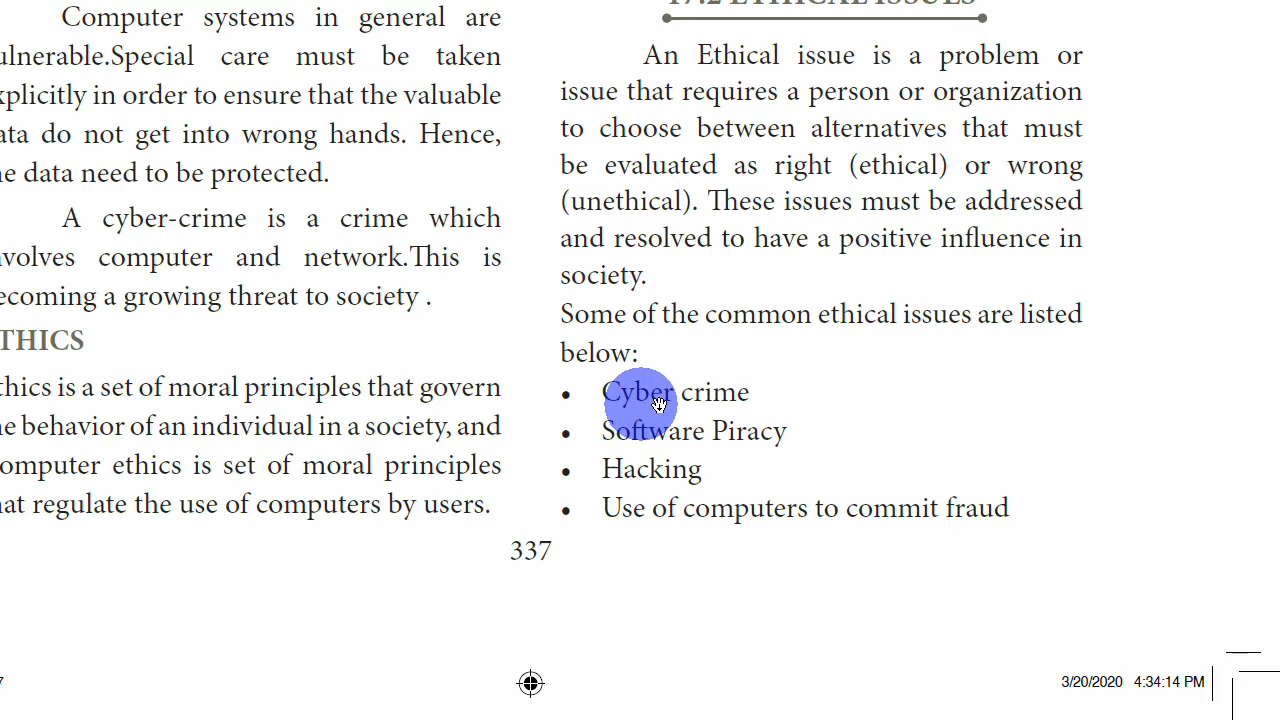 Computer systems in general are
ulnerable.Special care must be taken
xplicitly in order to ensure that the valuable
ata do not get into wrong hands. Hence,
he data need to be protected.
A cyber-crime is a crime which
nvolves computer and network.This is
ecoming a growing threat to society .
THICS
thics is a set of moral principles that govern
he behavior of an individual in a society, and
omputer ethics is set of moral principles
hat regulate the use of computers by users.
17.2 ETHICAL ISSUES
An Ethical issue is a problem or
issue that requires a person or organization
to choose between alternatives that must
be evaluated as right (ethical) or wrong
(unethical). These issues must be addressed
and resolved to have a positive influence in
society.
Some of the common ethical issues are listed
below:
• Cyber crime
• Software Piracy
• Hacking
• Use of computers to commit fraud
337
7
3/20/2020 4:34:14 PM